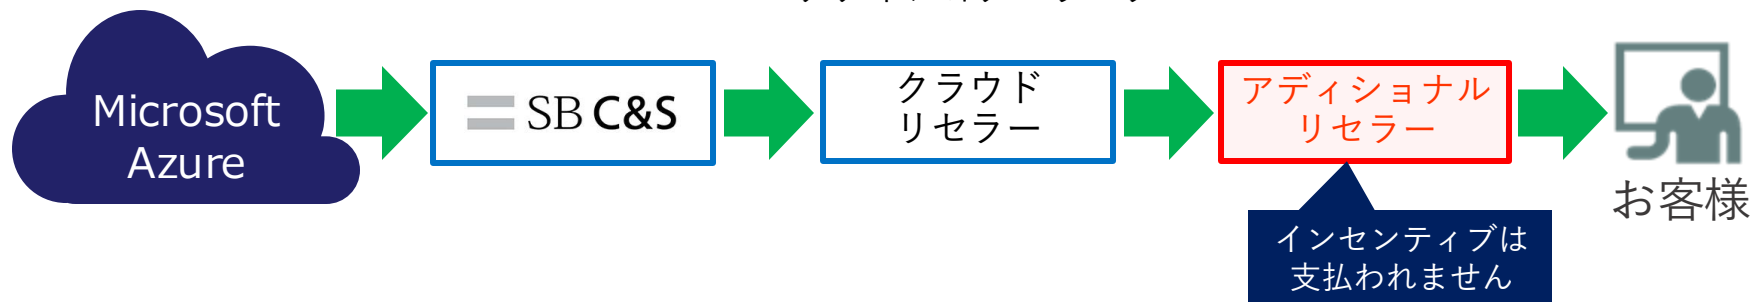 Microsoft
Azure
SB C&S
クラウド
リセラー
アディショナル
リセラー
お客様
インセンティブは
支払われません